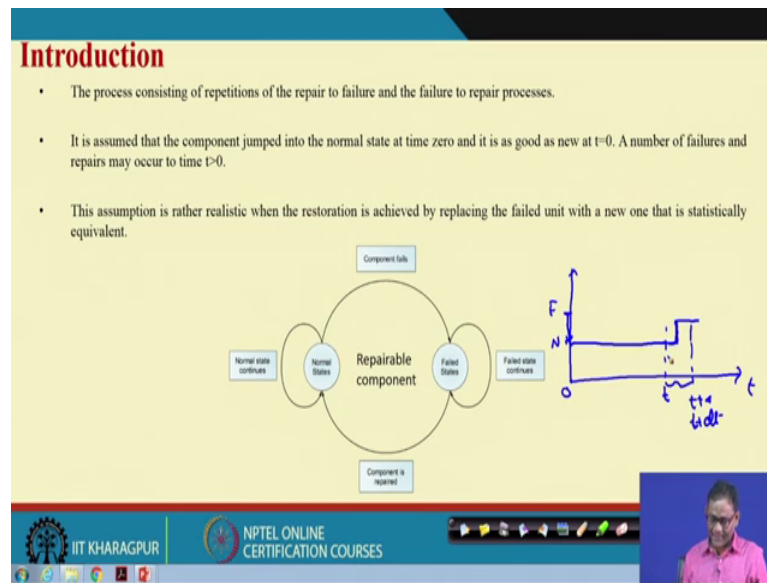 Introduction
• The process consisting of repetitions of the repair to failure and the failure to repair processes.
• It is assumed that the component jumped into the normal state at time zero and it is as good as new at t=0. A number of failures and
repairs may occur to time t>0.
• This assumption is rather realistic when the restoration is achieved by replacing the failed unit with a new one that is statistically
equivalent.
Component fails
Normal state
continues
Normal
States
Repairable
component
Failed
States
Failed state
continues
Component is
repaired
F
N
0
t
t
t+dt
IIT KHARAGPUR
NPTEL ONLINE
CERTIFICATION COURSES